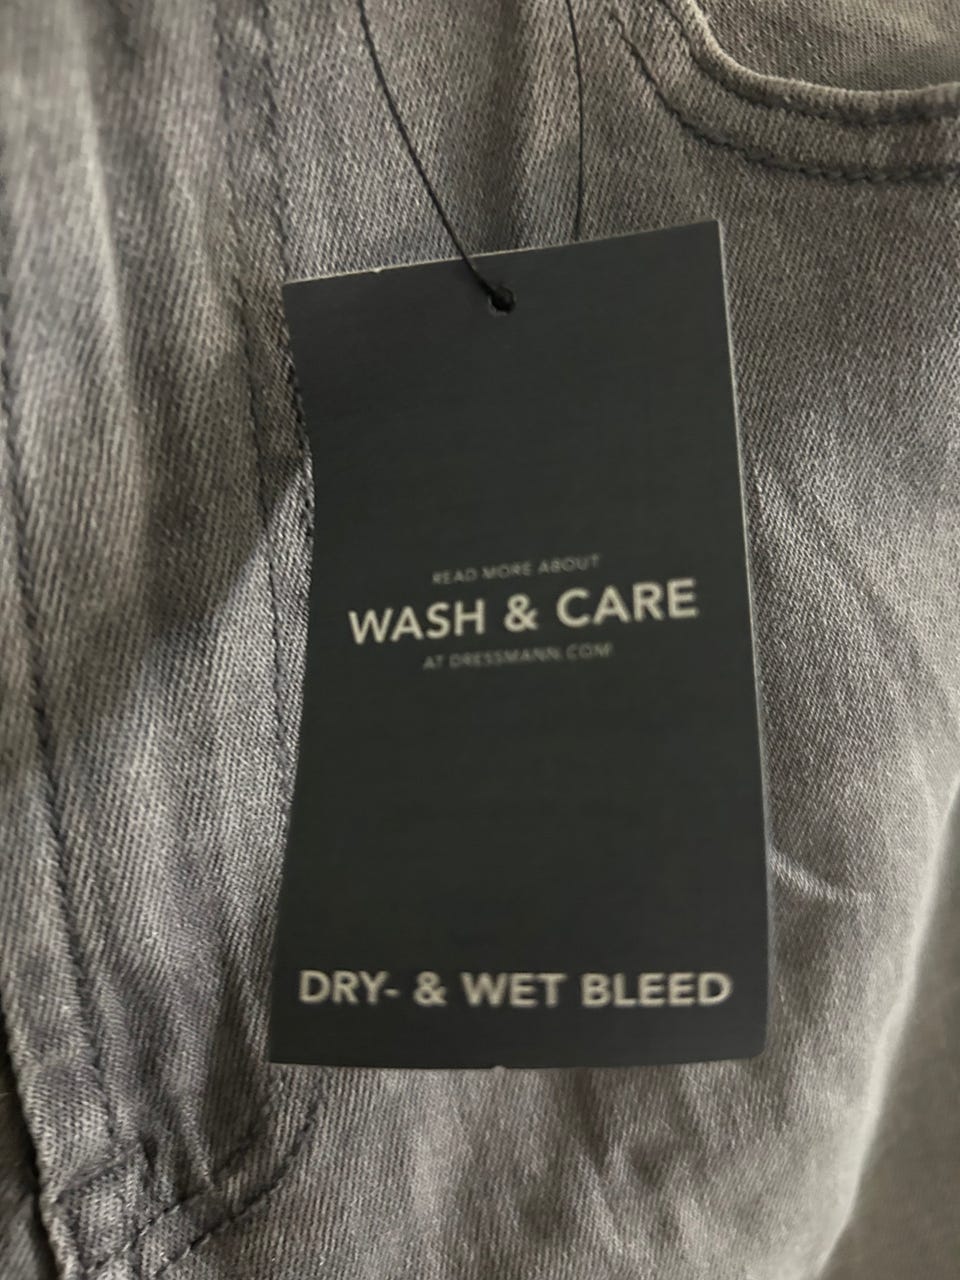 READ MORE ABOUT
WASH & CARE
AT DRESSMANN.COM
DRY- & WET BLEED